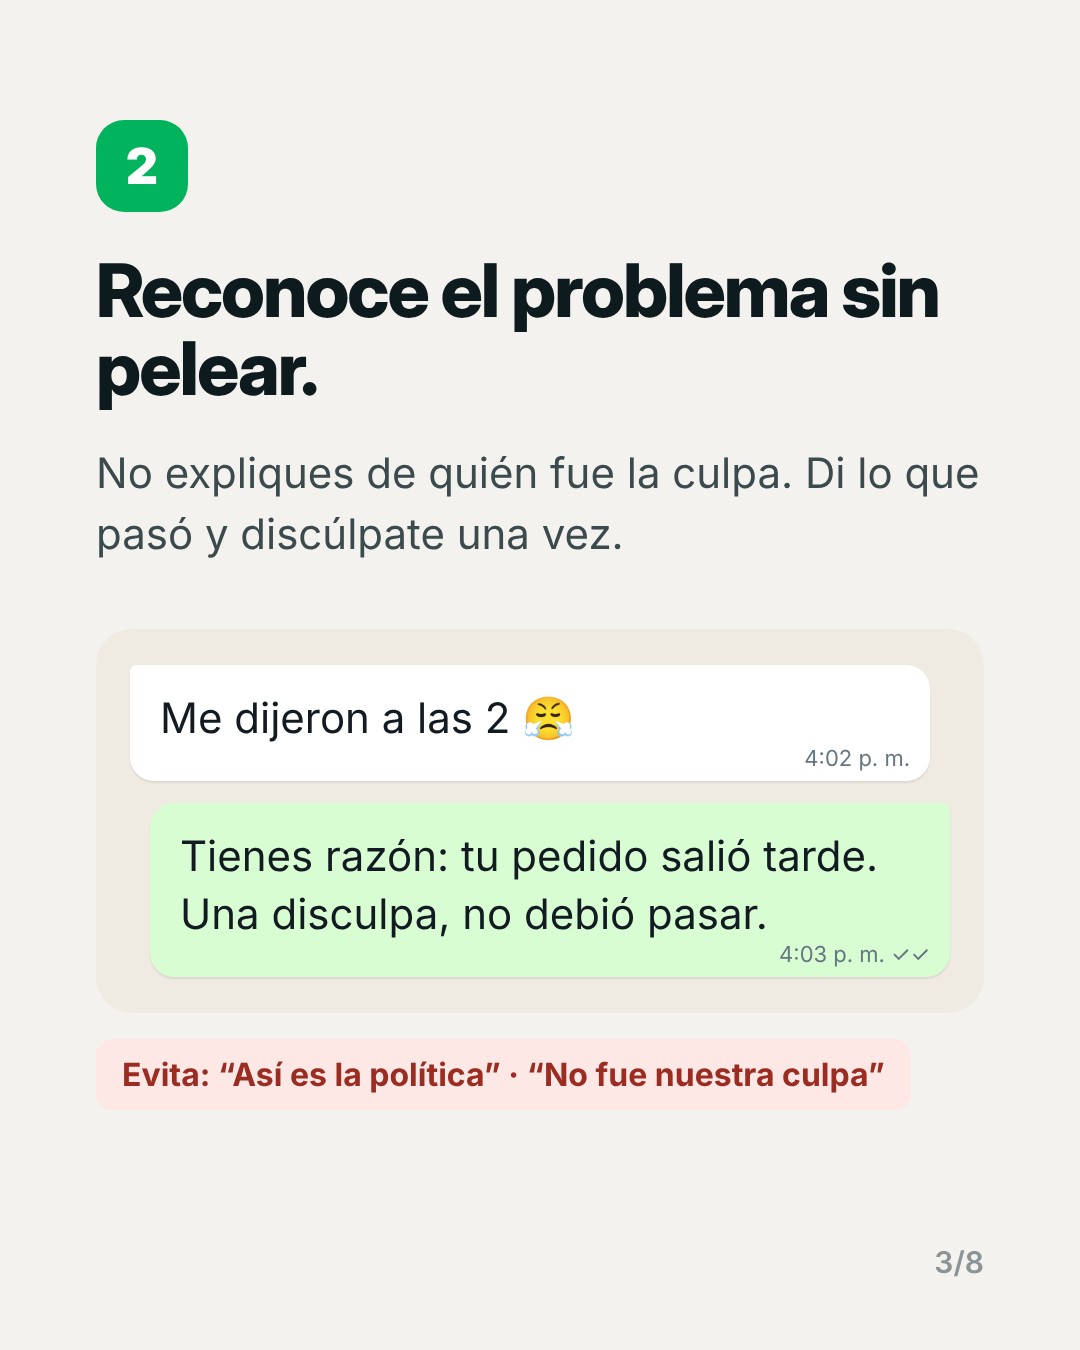 2
Reconoce el problema sin
pelear.
No expliques de quién fue la culpa. Di lo que
pasó y discúlpate una vez.
Me dijeron a las 2 😤
4:02 p. m.
Tienes razón: tu pedido salió tarde.
Una disculpa, no debió pasar.
4:03 p. m. ✓✓
Evita: “Así es la política” · “No fue nuestra culpa”
3/8